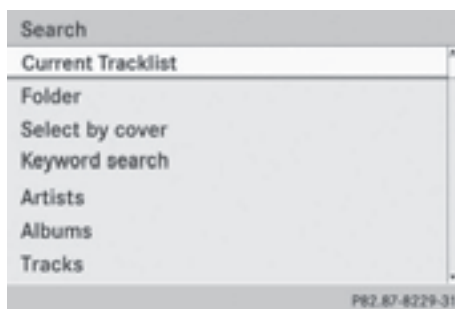 Search
Current Tracklist
Folder
Select by cover
Keyword search
Artists
Albums
Tracks
P82.87-8229-31